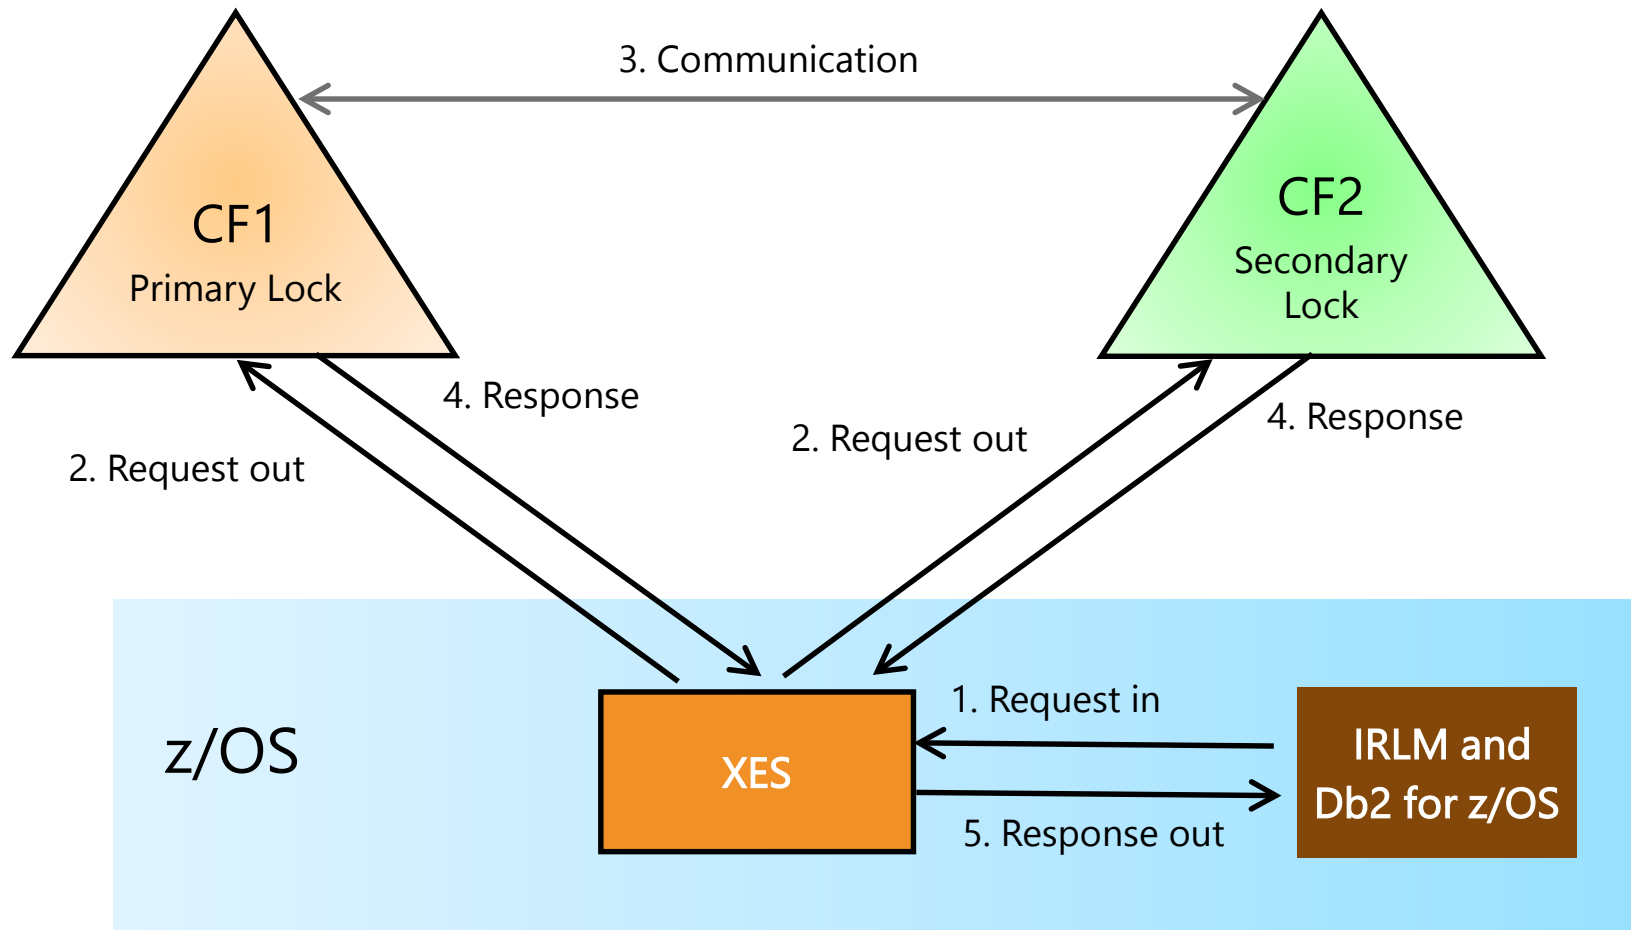 3. Communication
CF1
Primary Lock
CF2
Secondary
Lock
4. Response
2. Request out
2. Request out
4. Response
z/OS
XES
1. Request in
5. Response out
IRLM and
Db2 for z/OS